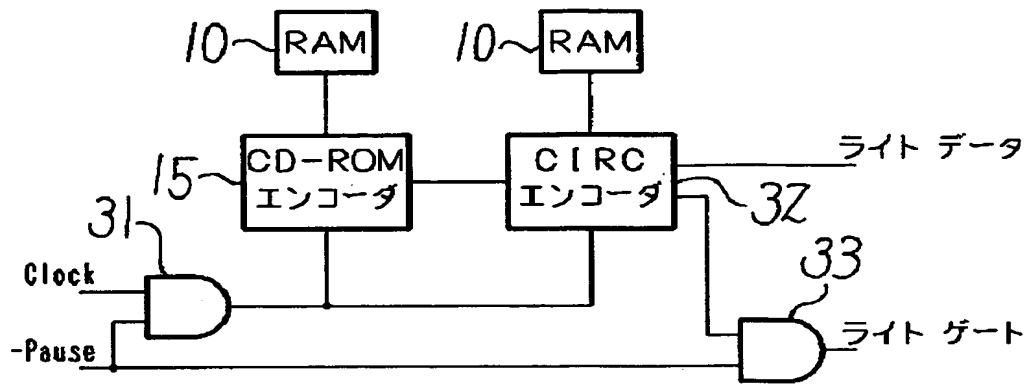 10
RAM
10
RAM
15
CD-ROM
エンコーダ
CIRC
エンコーダ
32
ライト データ
31
Clock
-Pause
33
ライト ゲート